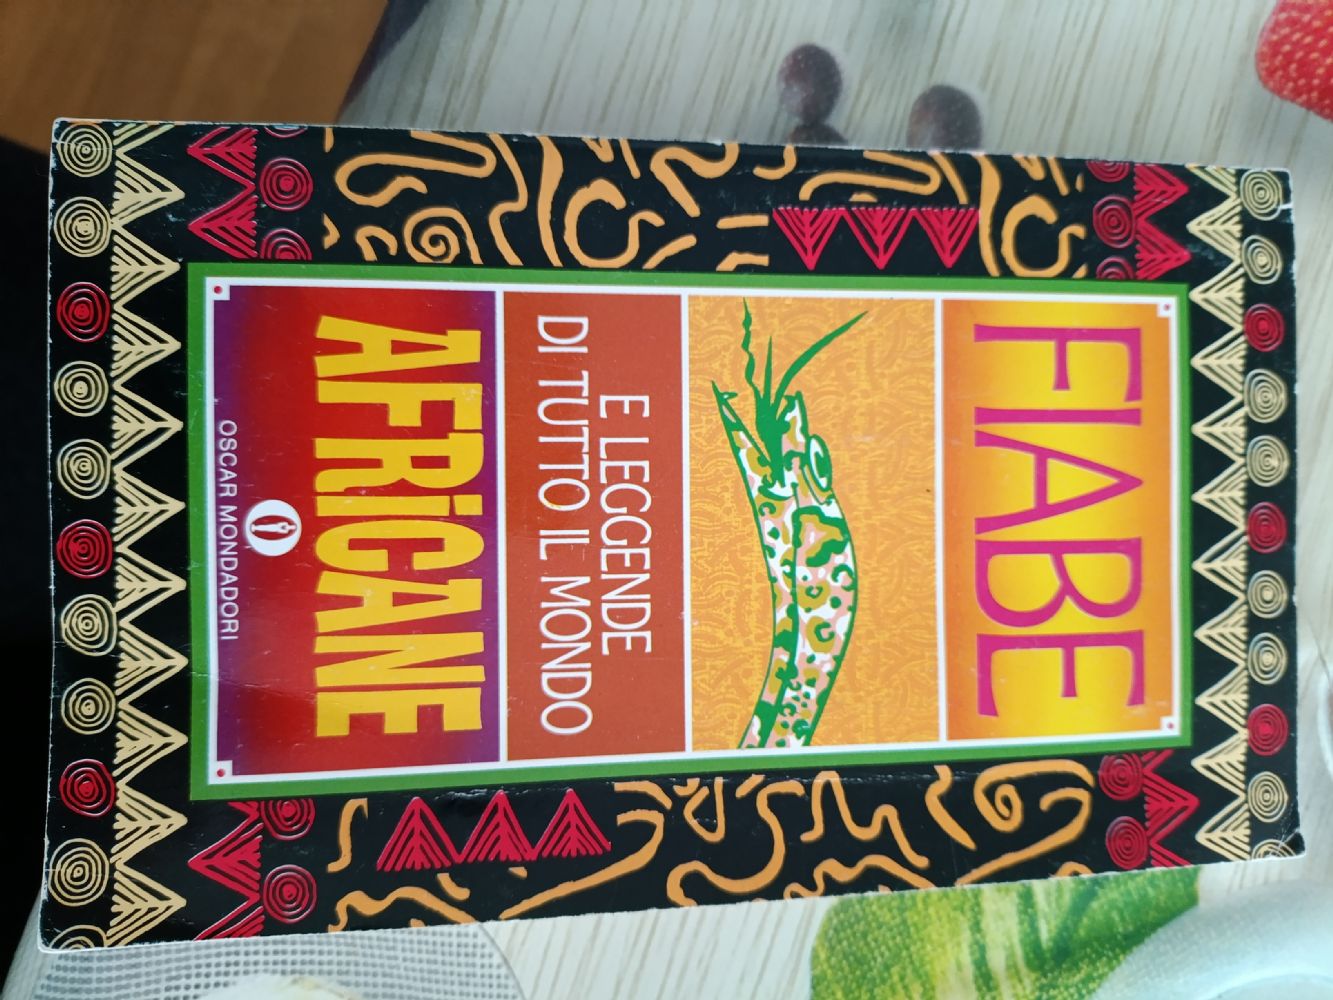 FIABE
E LEGGENDE
DI TUTTO IL MONDO
AFRiCANE
OSCAR MONDADORI